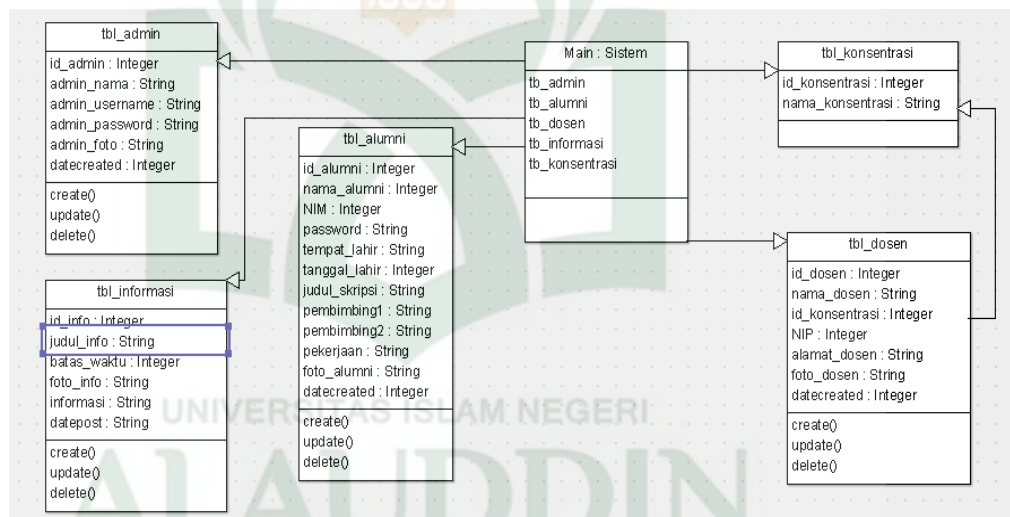 tbl_admin
id_admin : Integer
admin_nama : String
admin_username : String
admin_password : String
admin_foto : String
datecreated : Integer
create()
update()
delete()
tbl_informasi
id_info : Integer
judul_info : String
batas_waktu : Integer
foto_info : String
informasi : String
datepost : String
create()
update()
delete()
tbl_alumni
id_alumni : Integer
nama_alumni : Integer
NIM : Integer
password : String
tempat_lahir : String
tanggal_lahir : Integer
judul_skripsi : String
pembimbing1 : String
pembimbing2 : String
pekerjaan : String
foto_alumni : String
datecreated : Integer
create()
update()
delete()
Main : Sistem
tb_admin
tb_alumni
tb_dosen
tb_informasi
tb_konsentrasi
tbl_konsentrasi
id_konsentrasi : Integer
nama_konsentrasi : String
tbl_dosen
id_dosen : Integer
nama_dosen : String
id_konsentrasi : Integer
NIP : Integer
alamat_dosen : String
foto_dosen : String
datecreated : Integer
create()
update()
delete()
UNIVERSITAS ISLAM NEGERI
ALAUDDIN